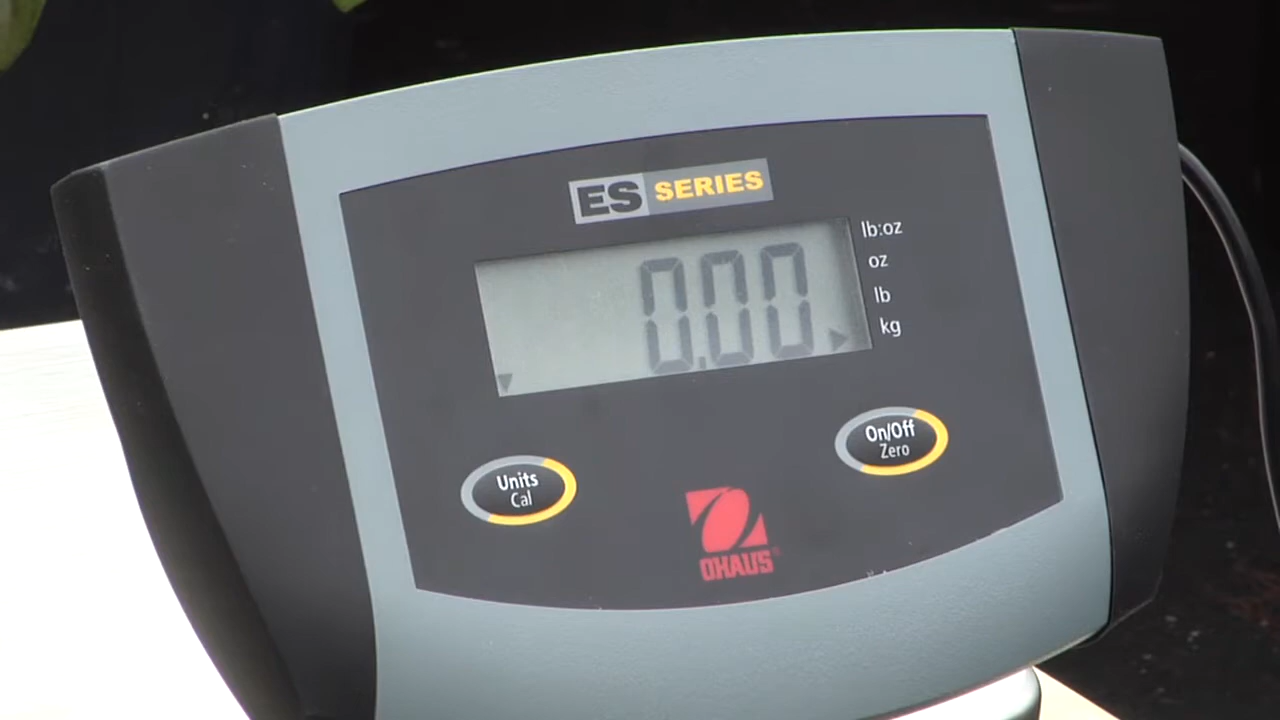 ES SERIES
0.00
lb:oz
oz
lb
kg
Units
Cal
On/Off
Zero
OHAUS®